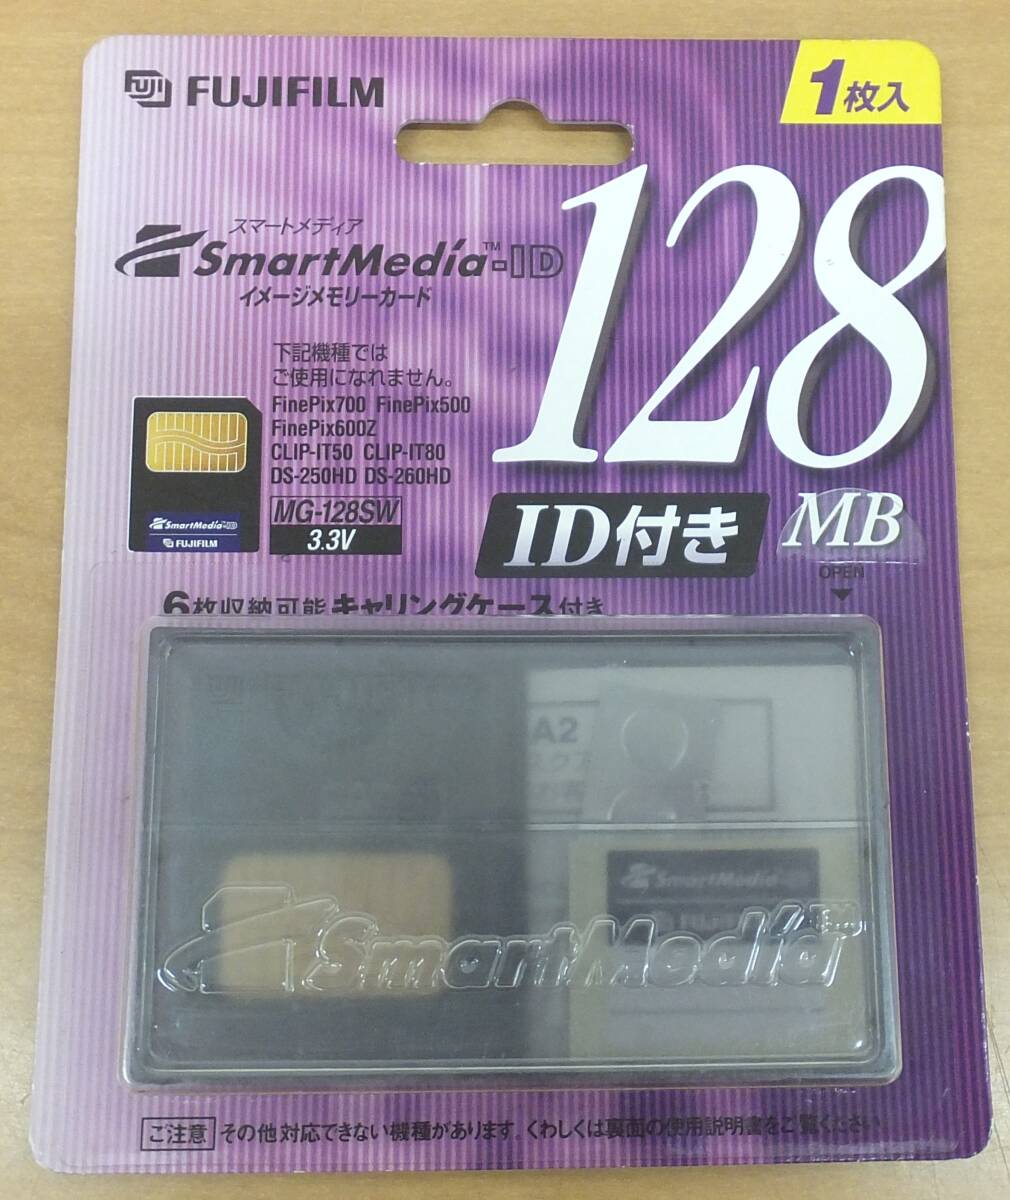 FUJI FUJIFILM
1枚入
スマートメディア
SmartMedia™-ID
イメージメモリーカード
128
MB
ID付き
下記機種では
ご使用になれません。
FinePix700 FinePix500
FinePix600Z
CLIP-IT50 CLIP-IT80
DS-250HD DS-260HD
MG-128SW
3.3V
SmartMedia-ID
FUJIFILM
OPEN
6枚収納可能 キャリングケース付き
A2
SmartMedia-ID
SmartMedia™
ご注意 その他対応できない機種があります。くわしくは裏面の使用説明書をご覧ください